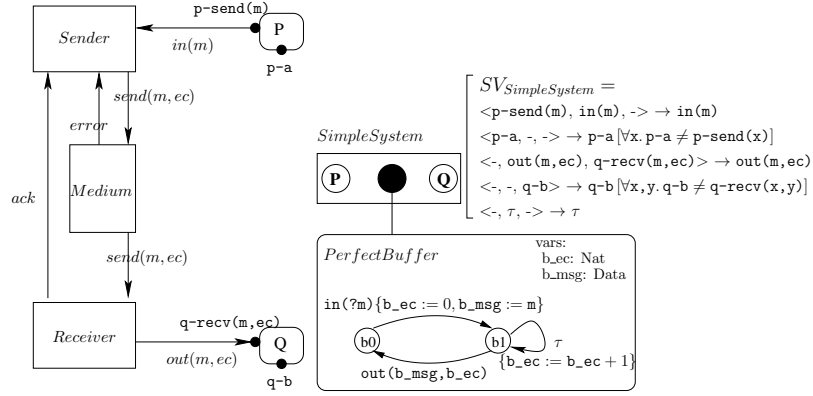 p-send(m)
Sender
P
in(m)
p-a
send(m, ec)
error
Medium
ack
send(m, ec)
Receiver
q-recv(m,ec)
Q
out(m, ec)
q-b
SimpleSystem
P
Q
SV_SimpleSystem =
<p-send(m), in(m), -> → in(m)
<p-a, -, -> → p-a [∀x. p-a ≠ p-send(x)]
<-, out(m,ec), q-recv(m,ec)> → out(m,ec)
<-, -, q-b> → q-b [∀x,y. q-b ≠ q-recv(x,y)]
<-, τ, -> → τ
PerfectBuffer
vars:
b_ec: Nat
b_msg: Data
in(?m){b_ec := 0, b_msg := m}
b0
b1
τ
{b_ec := b_ec + 1}
out(b_msg,b_ec)